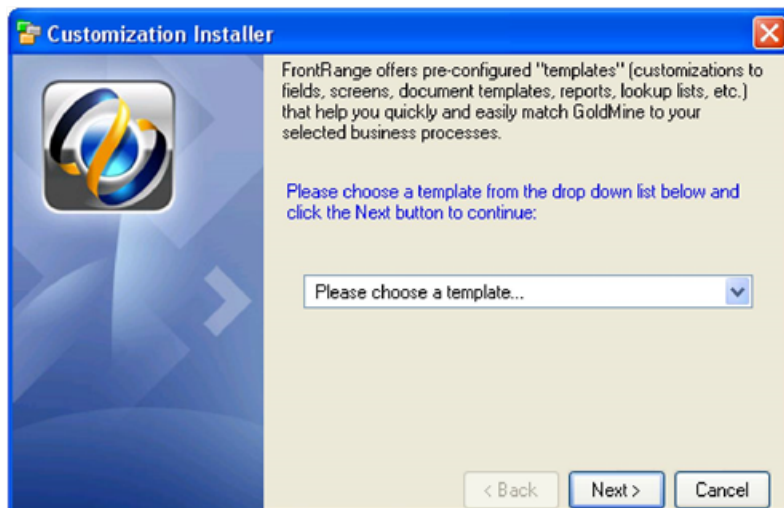 Customization Installer
FrontRange offers pre-configured "templates" (customizations to
fields, screens, document templates, reports, lookup lists, etc.)
that help you quickly and easily match GoldMine to your
selected business processes.
Please choose a template from the drop down list below and
click the Next button to continue:
Please choose a template...
< Back Next > Cancel